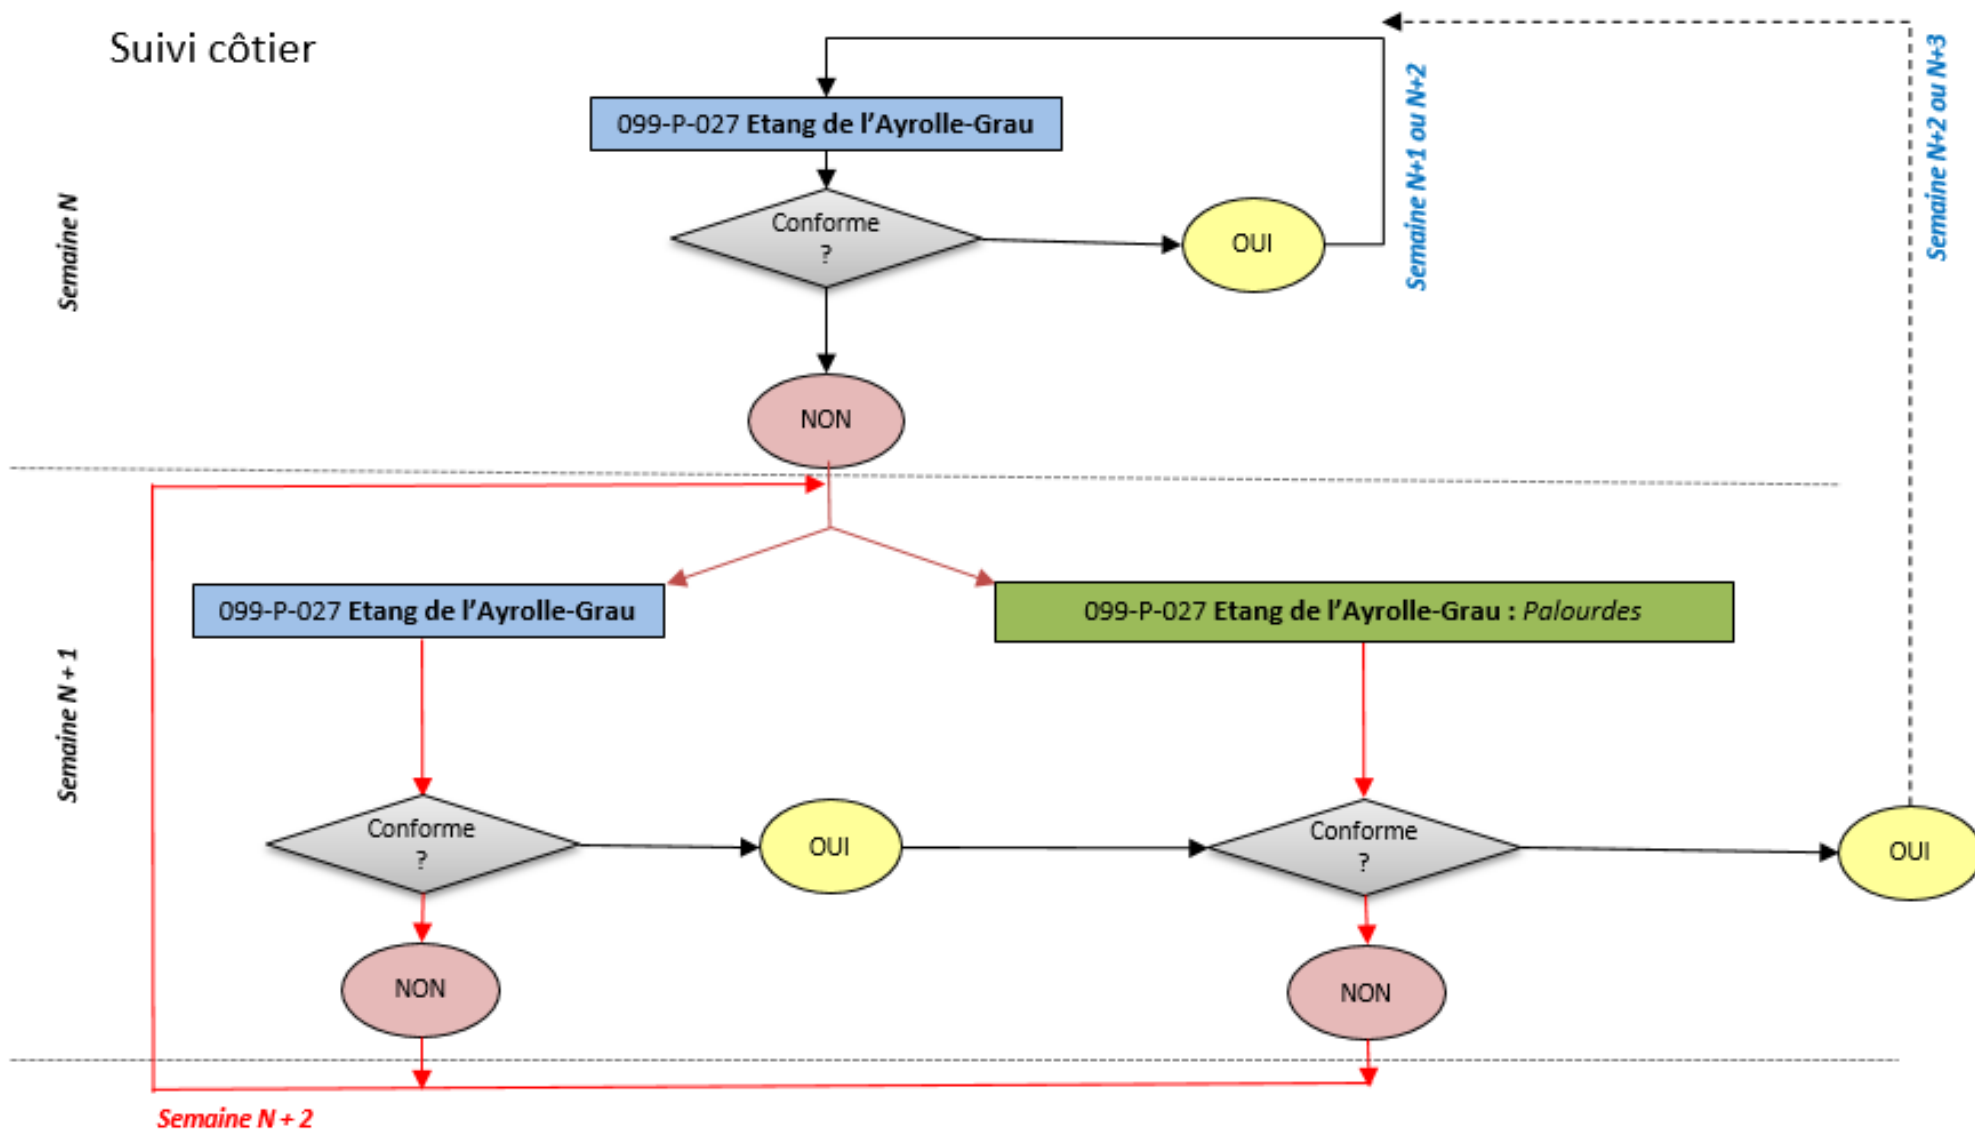 Suivi côtier
Semaine N+1 ou N+2
Semaine N+2 ou N+3
099-P-027 Etang de l'Ayrolle-Grau
Semaine N
Conforme
?
OUI
NON
099-P-027 Etang de l'Ayrolle-Grau
099-P-027 Etang de l'Ayrolle-Grau : Palourdes
Semaine N + 1
Conforme
?
OUI
Conforme
?
OUI
NON
NON
Semaine N + 2